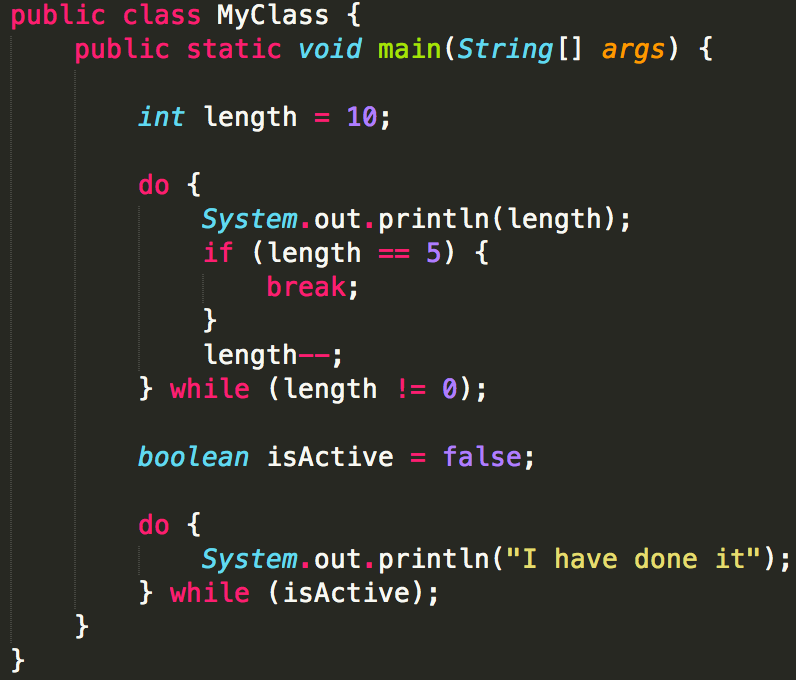 public class MyClass {
    public static void main(String[] args) {

        int length = 10;

        do {
            System.out.println(length);
            if (length == 5) {
                break;
            }
            length--;
        } while (length != 0);

        boolean isActive = false;

        do {
            System.out.println("I have done it");
        } while (isActive);
    }
}